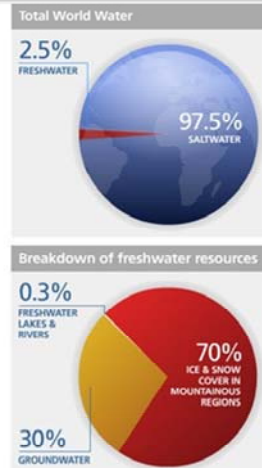 Total World Water
2.5%
FRESHWATER
97.5%
SALTWATER
Breakdown of freshwater resources
0.3%
FRESHWATER
LAKES &
RIVERS
70%
ICE & SNOW
COVER IN
MOUNTAINOUS
REGIONS
30%
GROUNDWATER